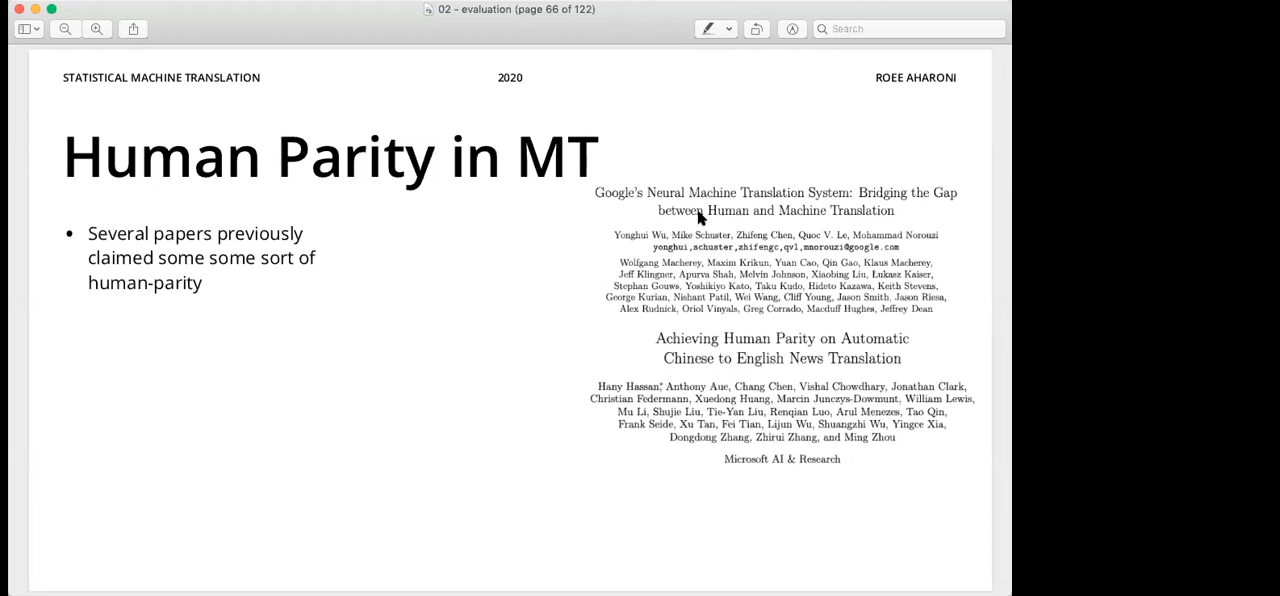 02 - evaluation (page 66 of 122)
Search
STATISTICAL MACHINE TRANSLATION 2020 ROEE AHARONI
Human Parity in MT
• Several papers previously
claimed some some sort of
human-parity
Google's Neural Machine Translation System: Bridging the Gap
between Human and Machine Translation
Yonghui Wu, Mike Schuster, Zhifeng Chen, Quoc V. Le, Mohammad Norouzi
yonghui,schuster,zhifengc,qvl,mnorouzi@google.com
Wolfgang Macherey, Maxim Krikun, Yuan Cao, Qin Gao, Klaus Macherey,
Jeff Klingner, Apurva Shah, Melvin Johnson, Xiaobing Liu, Łukasz Kaiser,
Stephan Gouws, Yoshikiyo Kato, Taku Kudo, Hideto Kazawa, Keith Stevens,
George Kurian, Nishant Patil, Wei Wang, Cliff Young, Jason Smith, Jason Riesa,
Alex Rudnick, Oriol Vinyals, Greg Corrado, Macduff Hughes, Jeffrey Dean
Achieving Human Parity on Automatic
Chinese to English News Translation
Hany Hassan*, Anthony Aue, Chang Chen, Vishal Chowdhary, Jonathan Clark,
Christian Federmann, Xuedong Huang, Marcin Junczys-Dowmunt, William Lewis,
Mu Li, Shujie Liu, Tie-Yan Liu, Renqian Luo, Arul Menezes, Tao Qin,
Frank Seide, Xu Tan, Fei Tian, Lijun Wu, Shuangzhi Wu, Yingce Xia,
Dongdong Zhang, Zhirui Zhang, and Ming Zhou
Microsoft AI & Research